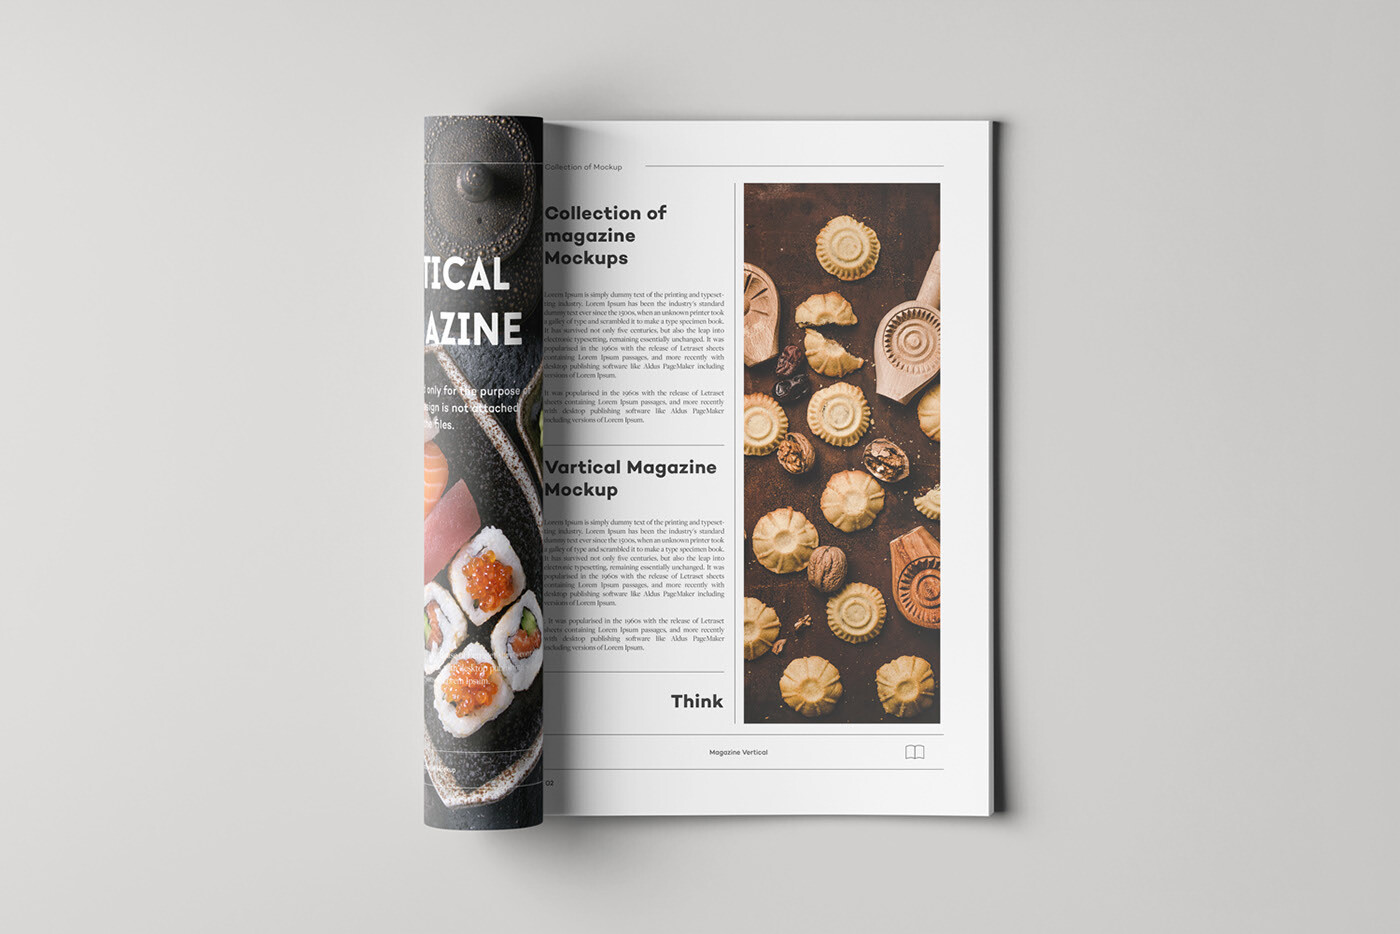 TICAL
AZINE
only for the purpose of
sign is not attached
files.
Collection of Mockup
Collection of
magazine
Mockups
Lorem Ipsum is simply dummy text of the printing and typeset-
ting industry. Lorem Ipsum has been the industry's standard
dummy text ever since the 1500s, when an unknown printer took
a galley of type and scrambled it to make a type specimen book.
It has survived not only five centuries, but also the leap into
electronic typesetting, remaining essentially unchanged. It was
popularised in the 1960s with the release of Letraset sheets
containing Lorem Ipsum passages, and more recently with
desktop publishing software like Aldus PageMaker including
versions of Lorem Ipsum.
It was popularised in the 1960s with the release of Letraset
sheets containing Lorem Ipsum passages, and more recently
with desktop publishing software like Aldus PageMaker
including versions of Lorem Ipsum.
Vartical Magazine
Mockup
Lorem Ipsum is simply dummy text of the printing and typeset-
ting industry. Lorem Ipsum has been the industry's standard
dummy text ever since the 1500s, when an unknown printer took
a galley of type and scrambled it to make a type specimen book.
It has survived not only five centuries, but also the leap into
electronic typesetting, remaining essentially unchanged. It was
popularised in the 1960s with the release of Letraset sheets
containing Lorem Ipsum passages, and more recently with
desktop publishing software like Aldus PageMaker including
versions of Lorem Ipsum.
It was popularised in the 1960s with the release of Letraset
sheets containing Lorem Ipsum passages, and more recently
with desktop publishing software like Aldus PageMaker
including versions of Lorem Ipsum.
Think
Magazine Vertical
02